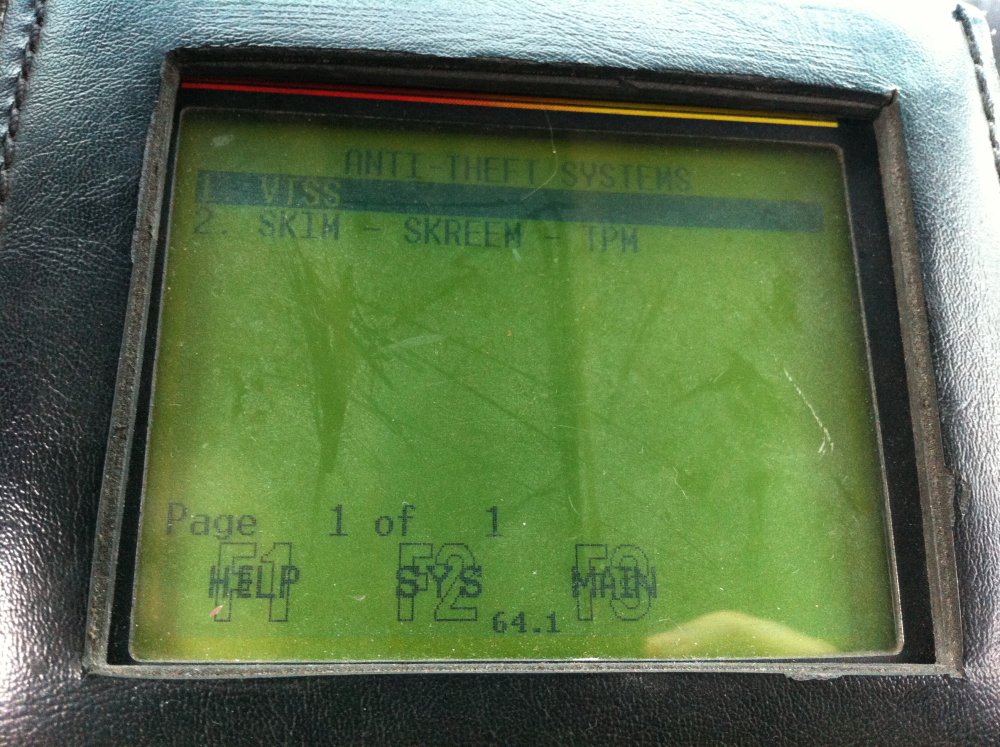 ANTI-THEFT SYSTEMS
1. VTSS
2. SKIM - SKREEM - TPM
Page 1 of 1
F1 F2 F3
HELP SYS MAIN
64.1